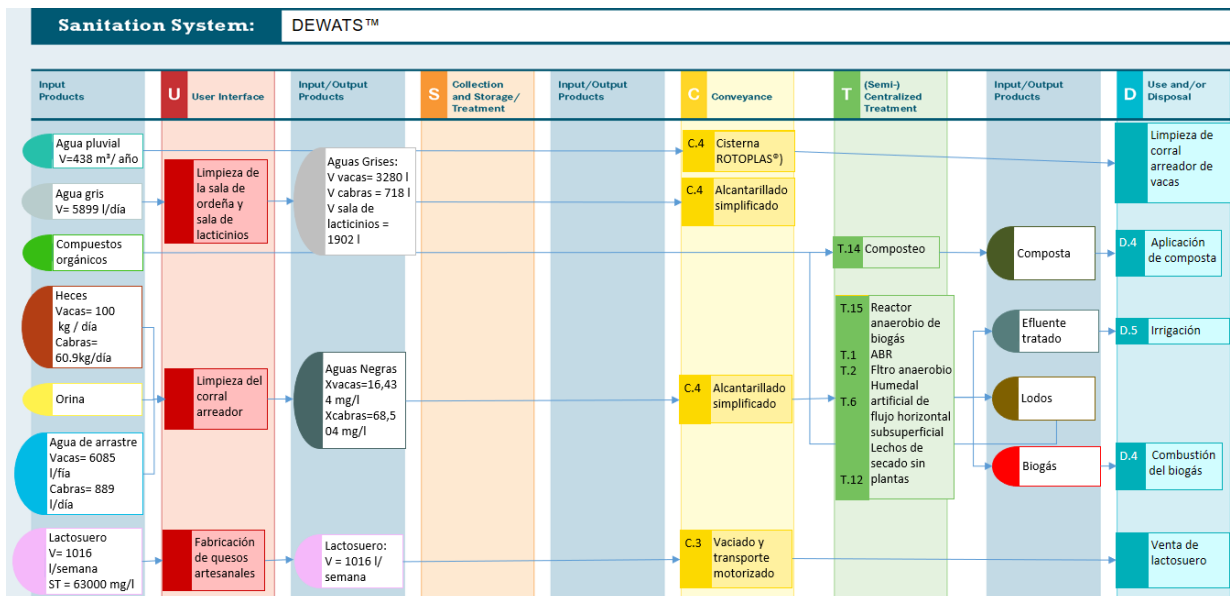 Sanitation System:
DEWATS™
Input
Products
U
User Interface
Input/Output
Products
S
Collection
and Storage/
Treatment
Input/Output
Products
C
Conveyance
T
(Semi-)
Centralized
Treatment
Input/Output
Products
D
Use and/or
Disposal
Agua pluvial
V=438 m³/ año
Agua gris
V= 5899 l/día
Compuestos
orgánicos
Heces
Vacas= 100
kg / día
Cabras=
60.9kg/día
Orina
Agua de arrastre
Vacas= 6085
l/fía
Cabras= 889
l/día
Lactosuero
V= 1016
l/semana
ST = 63000 mg/l
Limpieza de
la sala de
ordeña y
sala de
lacticinios
Limpieza del
corral
arreador
Fabricación
de quesos
artesanales
Aguas Grises:
V vacas= 3280 l
V cabras = 718 l
V sala de
lacticinios =
1902 l
Aguas Negras
Xvacas=16,43
4 mg/l
Xcabras=68,5
04 mg/l
Lactosuero:
V = 1016 l/
semana
C.4
Cisterna
ROTOPLAS®)
C.4
Alcantarillado
simplificado
C.4
Alcantarillado
simplificado
C.3
Vaciado y
transporte
motorizado
T.14 Composteo
T.15 Reactor
anaerobio de
biogás
T.1 ABR
T.2 Fltro anaerobio
Humedal
T.6 artificial de
flujo horizontal
subsuperficial
Lechos de
secado sin
T.12 plantas
Composta
Efluente
tratado
Lodos
Biogás
Limpieza de
corral
arreador de
vacas
D.4
Aplicación
de composta
D.5
Irrigación
D.4
Combustión
del biogás
Venta de
lactosuero